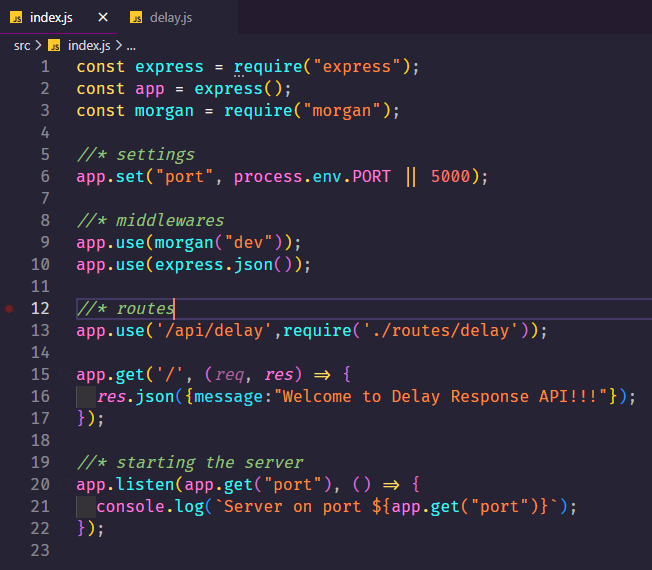 JS index.js × JS delay.js
src > JS index.js > ...
1 const express = require("express");
2 const app = express();
3 const morgan = require("morgan");
4
5 //* settings
6 app.set("port", process.env.PORT || 5000);
7
8 //* middlewares
9 app.use(morgan("dev"));
10 app.use(express.json());
11
12 //* routes
13 app.use('/api/delay',require('./routes/delay'));
14
15 app.get('/', (req, res) => {
16   res.json({message:"Welcome to Delay Response API!!!"});
17 });
18
19 //* starting the server
20 app.listen(app.get("port"), () => {
21   console.log(`Server on port ${app.get("port")}`);
22 });
23